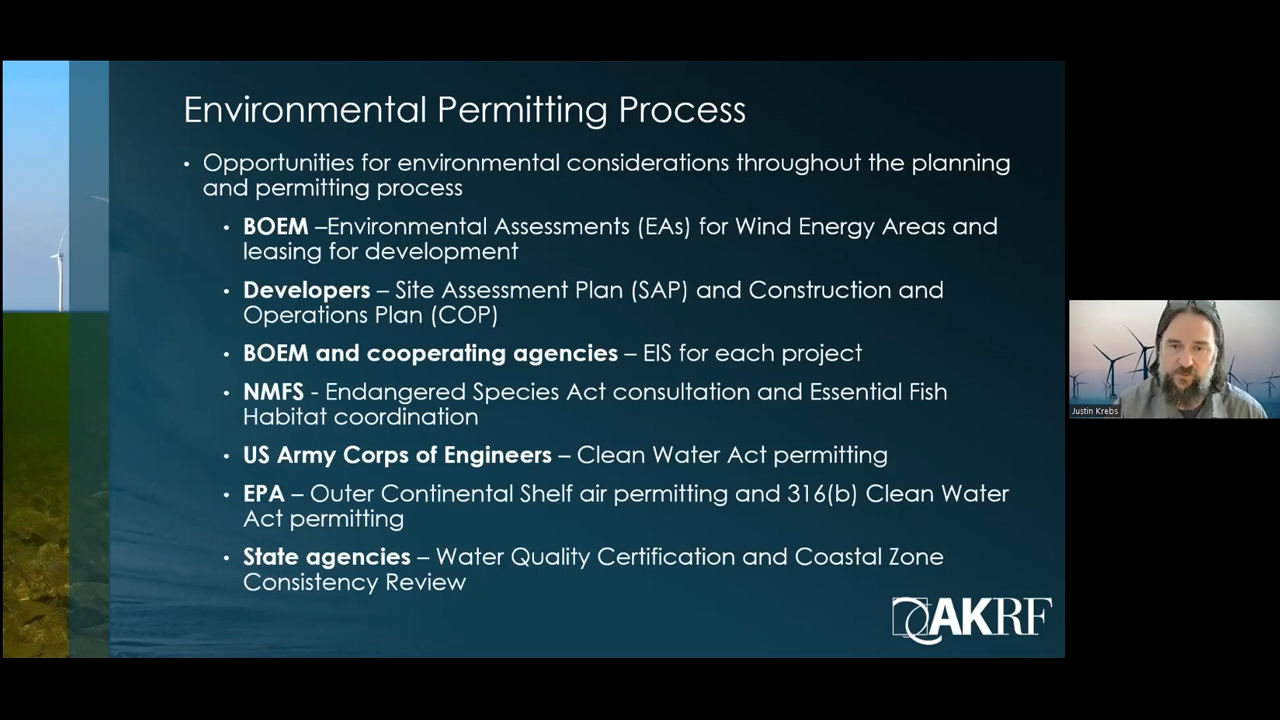 Environmental Permitting Process
• Opportunities for environmental considerations throughout the planning
and permitting process
• BOEM –Environmental Assessments (EAs) for Wind Energy Areas and
leasing for development
• Developers – Site Assessment Plan (SAP) and Construction and
Operations Plan (COP)
• BOEM and cooperating agencies – EIS for each project
• NMFS - Endangered Species Act consultation and Essential Fish
Habitat coordination
• US Army Corps of Engineers – Clean Water Act permitting
• EPA – Outer Continental Shelf air permitting and 316(b) Clean Water
Act permitting
• State agencies – Water Quality Certification and Coastal Zone
Consistency Review
AKRF
Justin Krebs